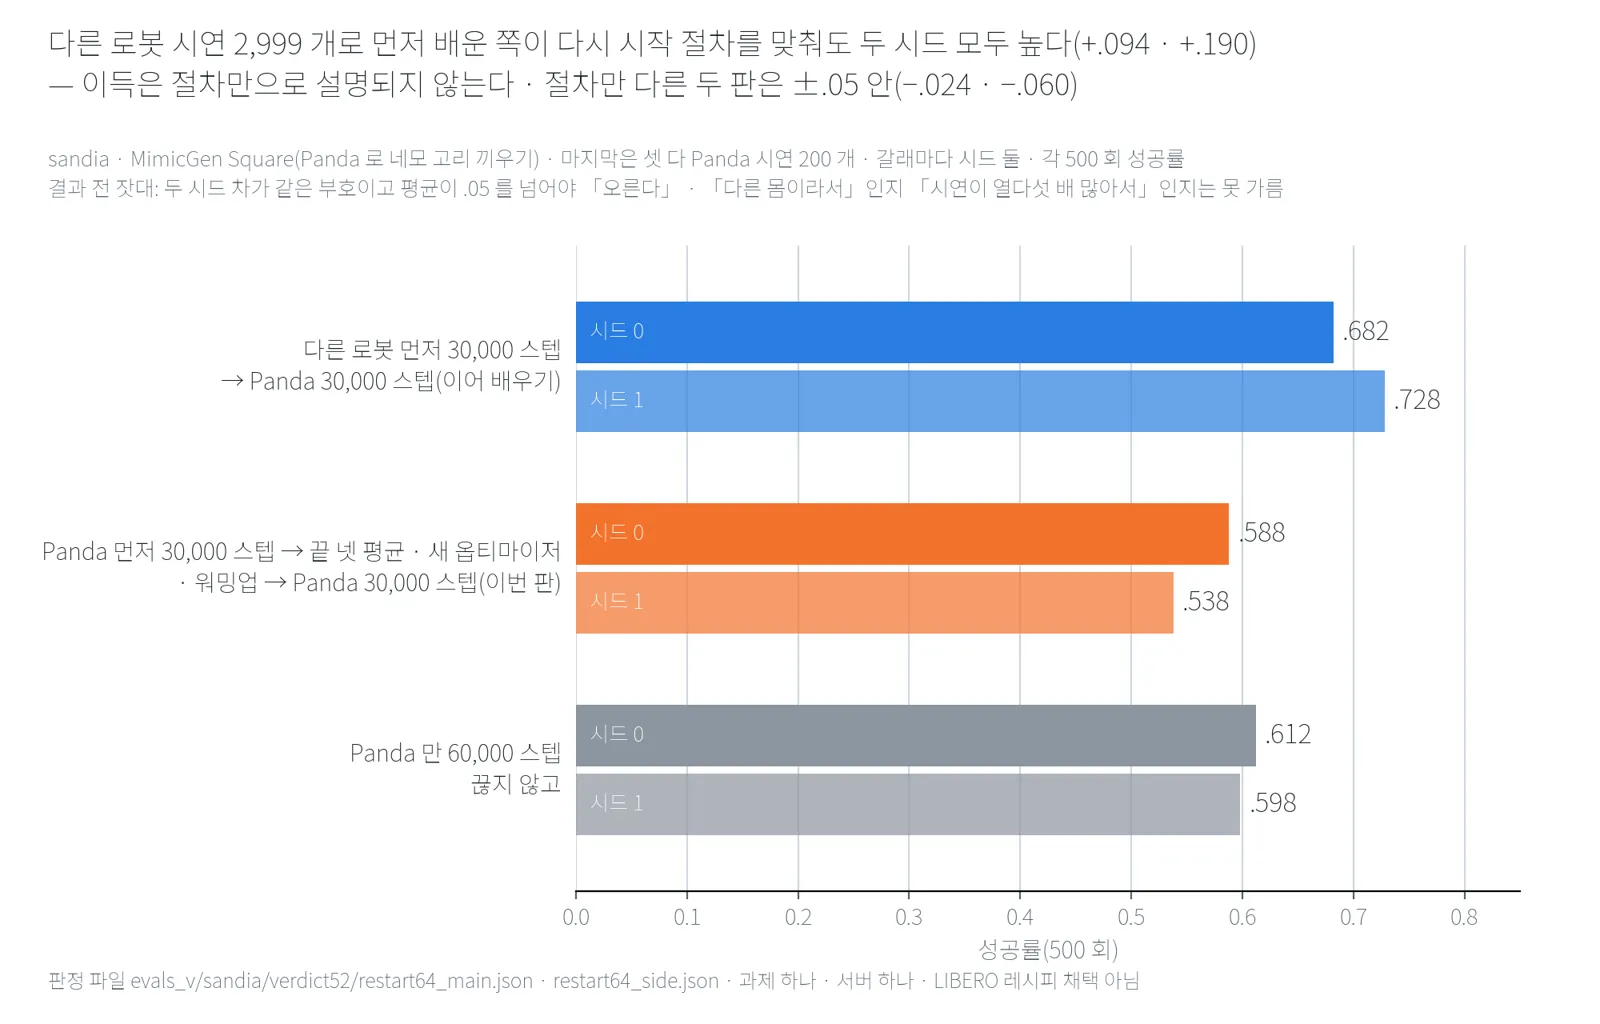 다른 로봇 시연 2,999 개로 먼저 배운 쪽이 다시 시작 절차를 맞춰도 두 시드 모두 높다(+.094 · +.190)
— 이득은 절차만으로 설명되지 않는다 · 절차만 다른 두 판은 ±.05 안(−.024 · −.060)
sandia · MimicGen Square(Panda 로 네모 고리 끼우기) · 마지막은 셋 다 Panda 시연 200 개 · 갈래마다 시드 둘 · 각 500 회 성공률
결과 전 잣대: 두 시드 차가 같은 부호이고 평균이 .05 를 넘어야 「오른다」 · 「다른 몸이라서」인지 「시연이 열다섯 배 많아서」인지는 못 가름
다른 로봇 먼저 30,000 스텝
→ Panda 30,000 스텝(이어 배우기)
시드 0
.682
시드 1
.728
Panda 먼저 30,000 스텝 → 끝 넷 평균 · 새 옵티마이저
· 워밍업 → Panda 30,000 스텝(이번 판)
시드 0
.588
시드 1
.538
Panda 만 60,000 스텝
끊지 않고
시드 0
.612
시드 1
.598
0.0 0.1 0.2 0.3 0.4 0.5 0.6 0.7 0.8
성공률(500 회)
판정 파일 evals_v/sandia/verdict52/restart64_main.json · restart64_side.json · 과제 하나 · 서버 하나 · LIBERO 레시피 채택 아님